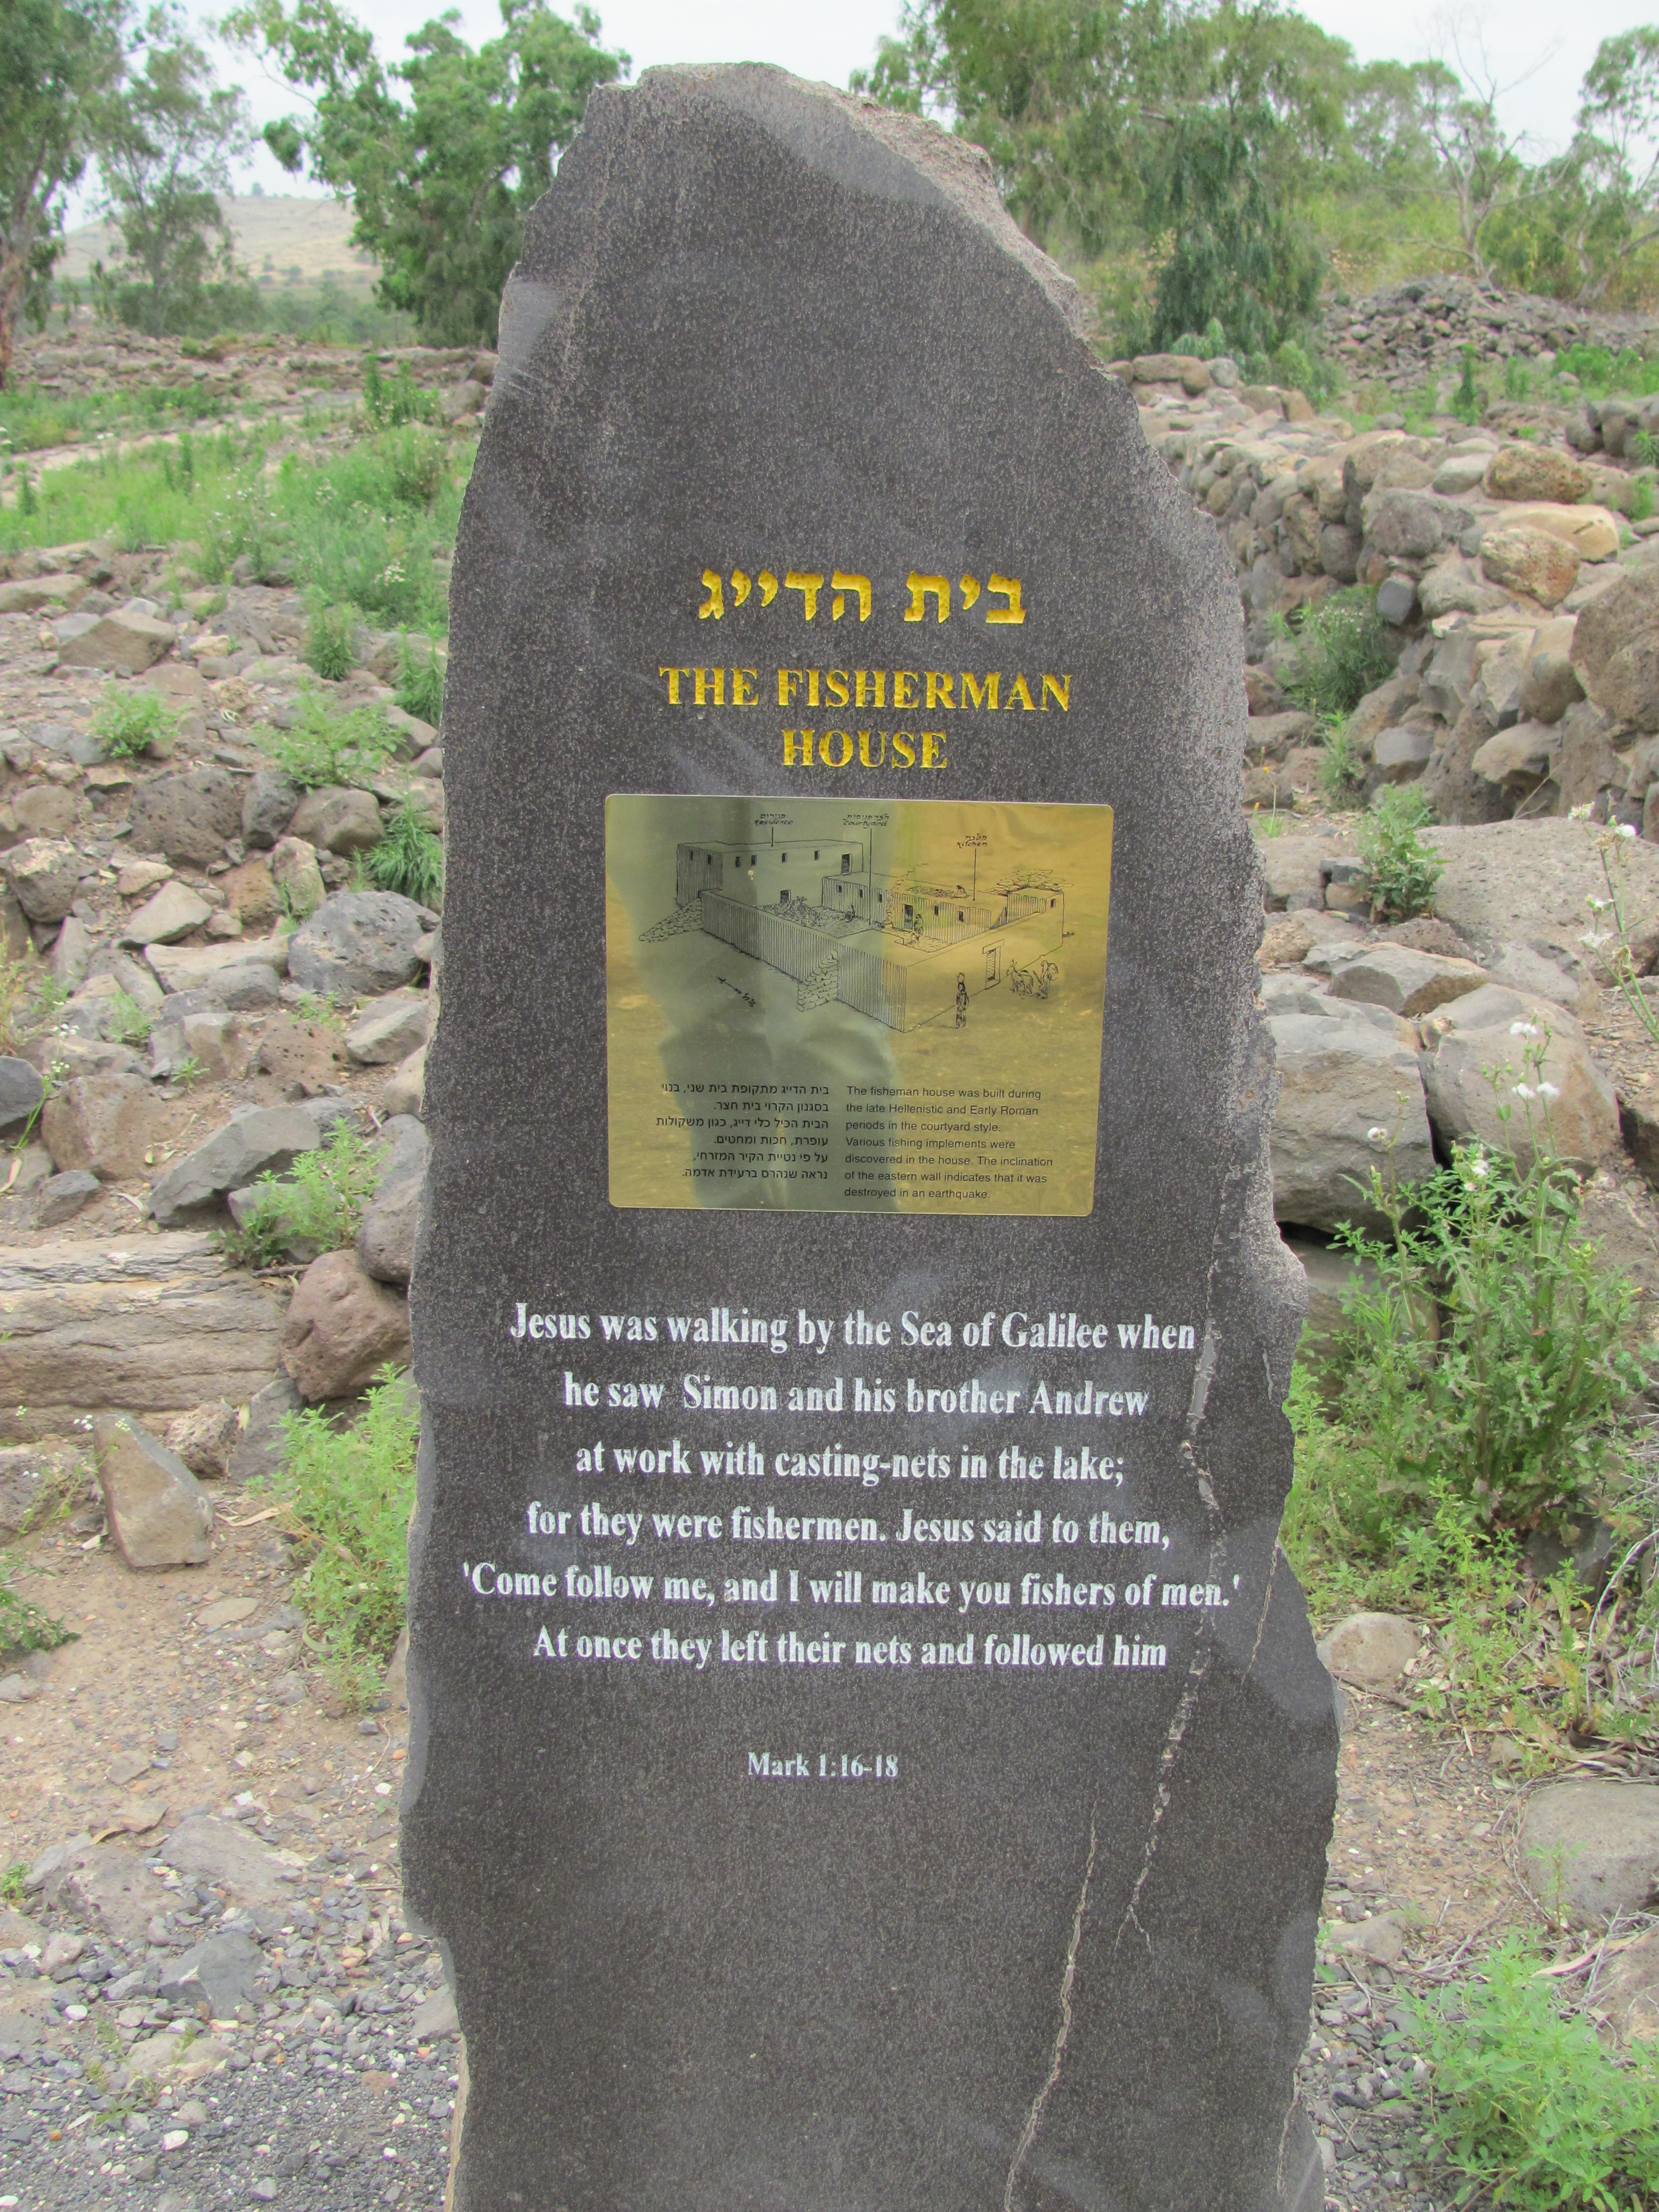 בית הדייג
THE FISHERMAN
HOUSE
מגורים
Residence
courtyard
מטבח
kitchen
בית הדייג מתקופת בית שני, בנוי
בסגנון הקרוי בית חצר.
הבית הכיל כלי דייג, כגון משקולות
עופרת, חכות ומחטים.
על פי נטיית הקיר המזרחי,
נראה שנהרס ברעידת אדמה.
The fisheman house was built during
the late Hellenistic and Early Roman
periods in the courtyard style.
Various fishing implements were
discovered in the house. The inclination
of the eastern wall indicates that it was
destroyed in an earthquake.
Jesus was walking by the Sea of Galilee when
he saw Simon and his brother Andrew
at work with casting-nets in the lake;
for they were fishermen. Jesus said to them,
'Come follow me, and I will make you fishers of men.'
At once they left their nets and followed him
Mark 1:16-18